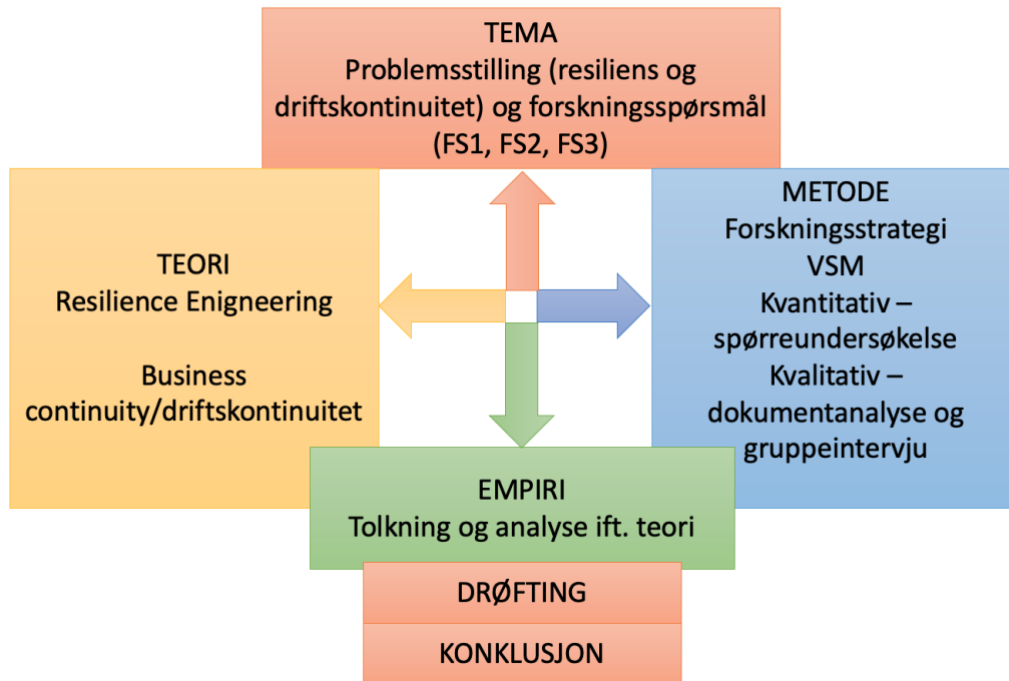 TEMA
Problemsstilling (resiliens og
driftskontinuitet) og forskningsspørsmål
(FS1, FS2, FS3)
TEORI
Resilience Enigneering
Business
continuity/driftskontinuitet
METODE
Forskningsstrategi
VSM
Kvantitativ –
spørreundersøkelse
Kvalitativ –
dokumentanalyse og
gruppeintervju
EMPIRI
Tolkning og analyse ift. teori
DRØFTING
KONKLUSJON